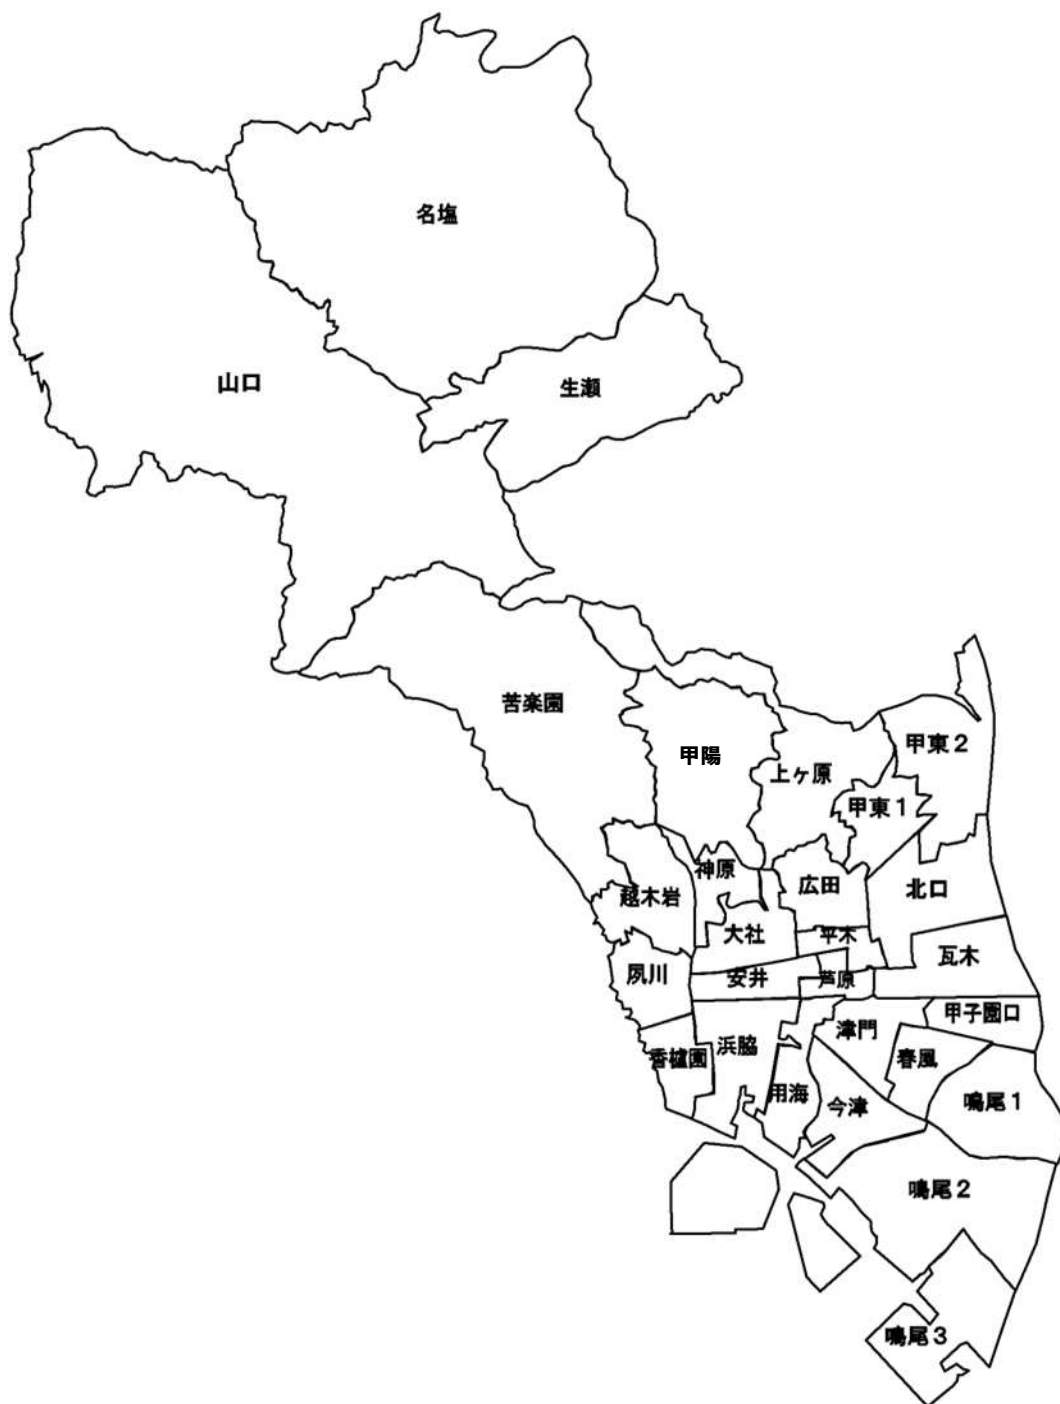 名塩
山口
生瀬
苦楽園
甲東２
甲陽
上ヶ原
甲東１
神原
広田
北口
越木岩
大社
平木
瓦木
夙川
安井
芦原
甲子園口
津門
浜脇
香櫨園
春風
用海
今津
鳴尾１
鳴尾２
鳴尾３